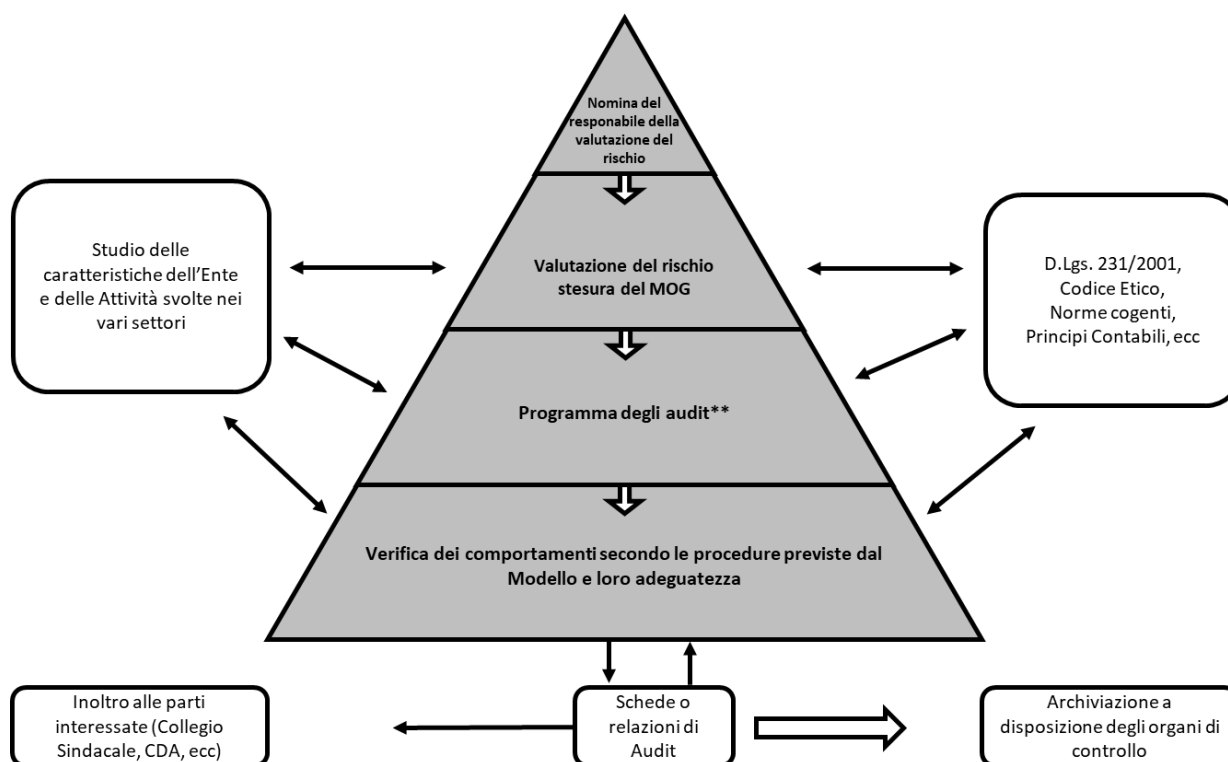 Nomina del
responabile della
valutazione del
rischio
Studio delle
caratteristiche dell'Ente
e delle Attività svolte nei
vari settori
Valutazione del rischio
stesura del MOG
D.Lgs. 231/2001,
Codice Etico,
Norme cogenti,
Principi Contabili, ecc
Programma degli audit**
Verifica dei comportamenti secondo le procedure previste dal
Modello e loro adeguatezza
Inoltro alle parti
interessate (Collegio
Sindacale, CDA, ecc)
Schede o
relazioni di
Audit
Archiviazione a
disposizione degli organi di
controllo